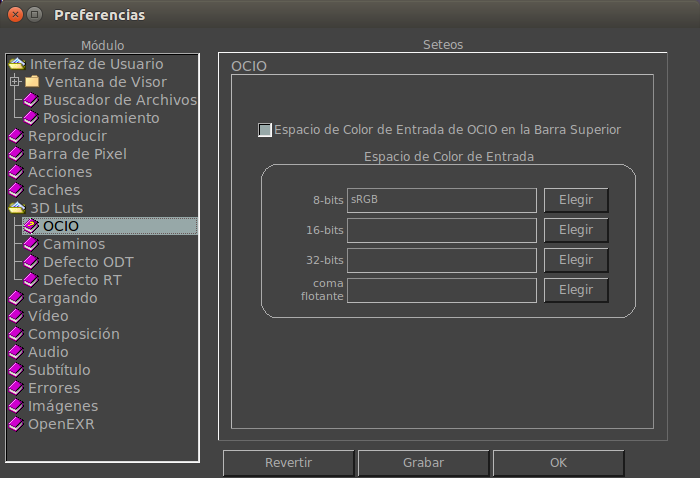 Preferencias
Módulo
Interfaz de Usuario
Ventana de Visor
Buscador de Archivos
Posicionamiento
Reproducir
Barra de Pixel
Acciones
Caches
3D Luts
OCIO
Caminos
Defecto ODT
Defecto RT
Cargando
Vídeo
Composición
Audio
Subtítulo
Errores
Imágenes
OpenEXR
Seteos
OCIO
Espacio de Color de Entrada de OCIO en la Barra Superior
Espacio de Color de Entrada
8-bits sRGB Elegir
16-bits Elegir
32-bits Elegir
coma
flotante Elegir
Revertir Grabar OK